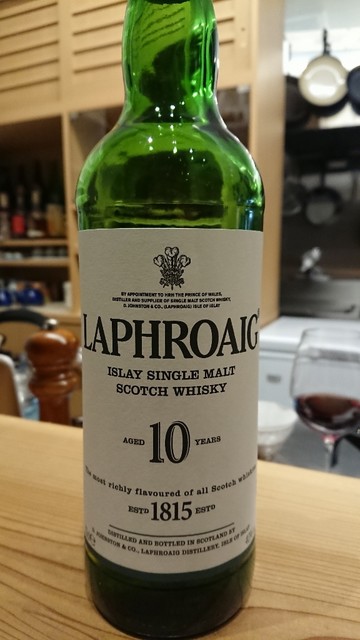 BY APPOINTMENT TO HRH THE PRINCE OF WALES,
DISTILLER AND SUPPLIER OF SINGLE MALT SCOTCH WHISKY,
D. JOHNSTON & CO., (LAPHROAIG) ISLE OF ISLAY
LAPHROAIG
ISLAY SINGLE MALT
SCOTCH WHISKY
AGED 10 YEARS
The most richly flavoured of all Scotch whiskies
ESTD 1815 ESTD
DISTILLED AND BOTTLED IN SCOTLAND BY
D. JOHNSTON & CO., LAPHROAIG DISTILLERY, ISLE OF ISLAY